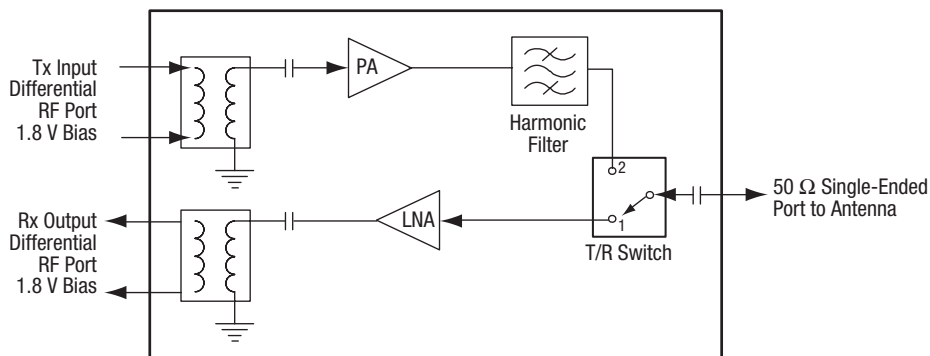 Tx Input
Differential
RF Port
1.8 V Bias
PA
Harmonic
Filter
2
50 Ω Single-Ended
Port to Antenna
1
T/R Switch
LNA
Rx Output
Differential
RF Port
1.8 V Bias